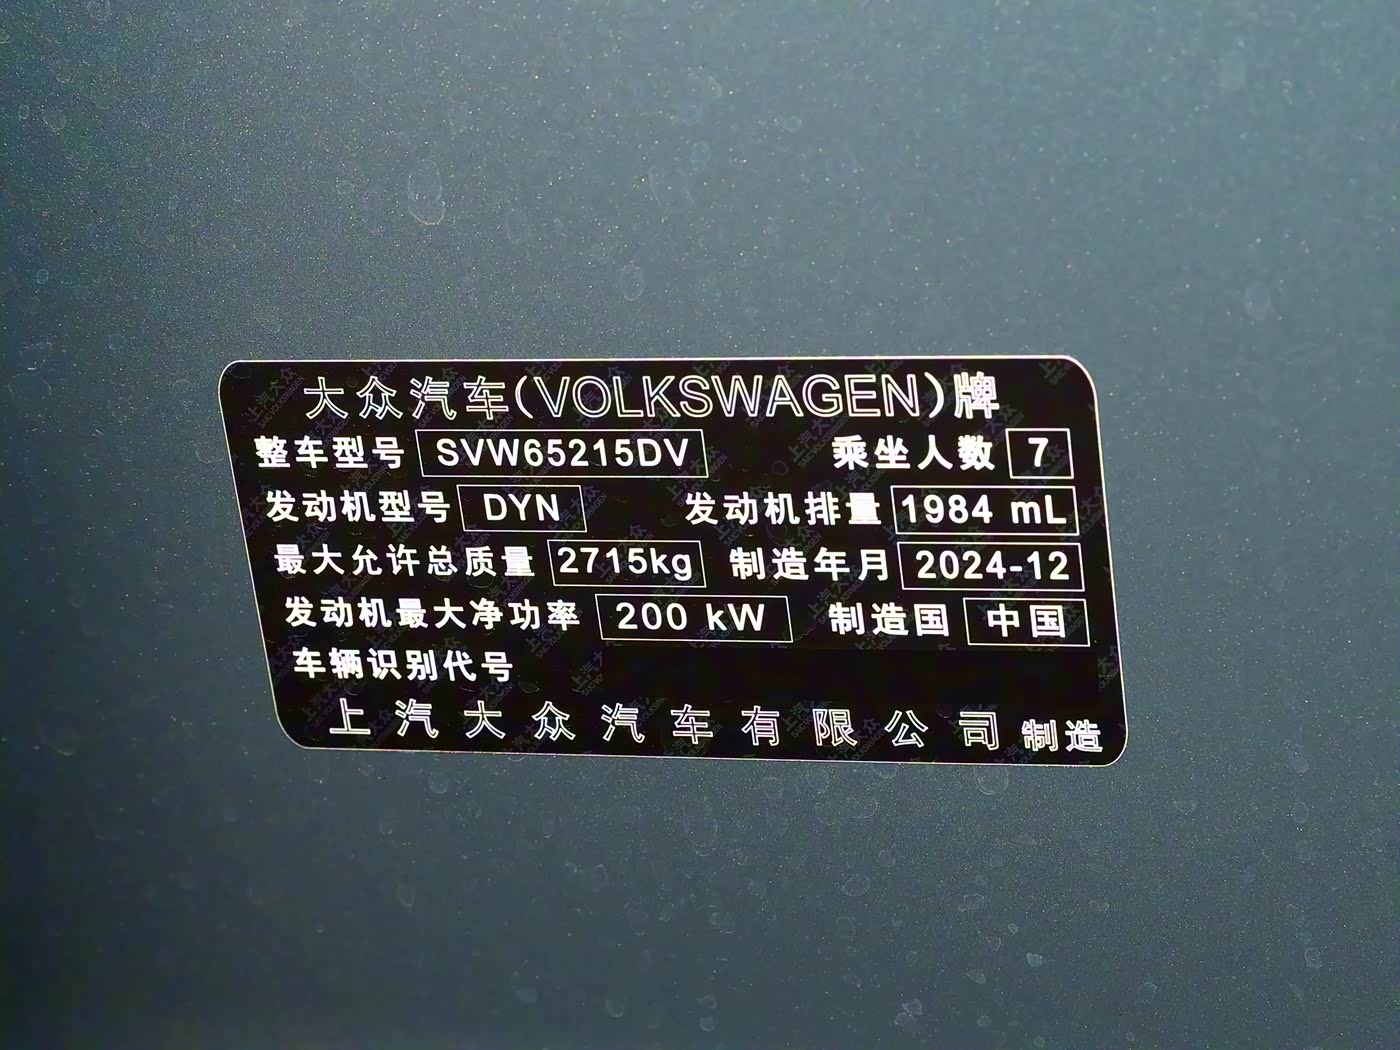 大众汽车(VOLKSWAGEN)牌
整车型号 SVW65215DV 乘坐人数 7
发动机型号 DYN 发动机排量 1984 mL
最大允许总质量 2715kg 制造年月 2024-12
发动机最大净功率 200 kW 制造国 中国
车辆识别代号
上汽大众汽车有限公司 制造